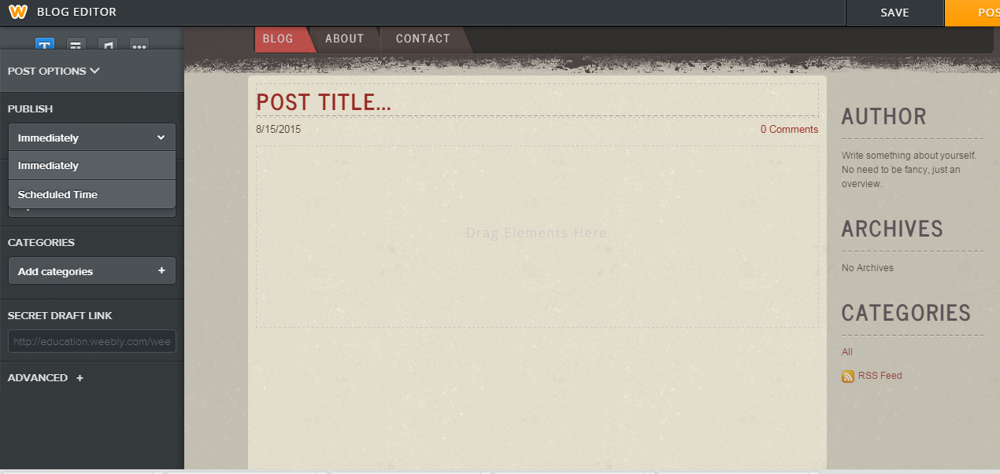 BLOG EDITOR
SAVE
POS
BLOG
ABOUT
CONTACT
POST OPTIONS
PUBLISH
Immediately
Immediately
Scheduled Time
CATEGORIES
Add categories +
SECRET DRAFT LINK
http://education.weebly.com/wee
ADVANCED +
POST TITLE...
8/15/2015
0 Comments
Drag Elements Here
AUTHOR
Write something about yourself.
No need to be fancy, just an
overview.
ARCHIVES
No Archives
CATEGORIES
All
RSS Feed